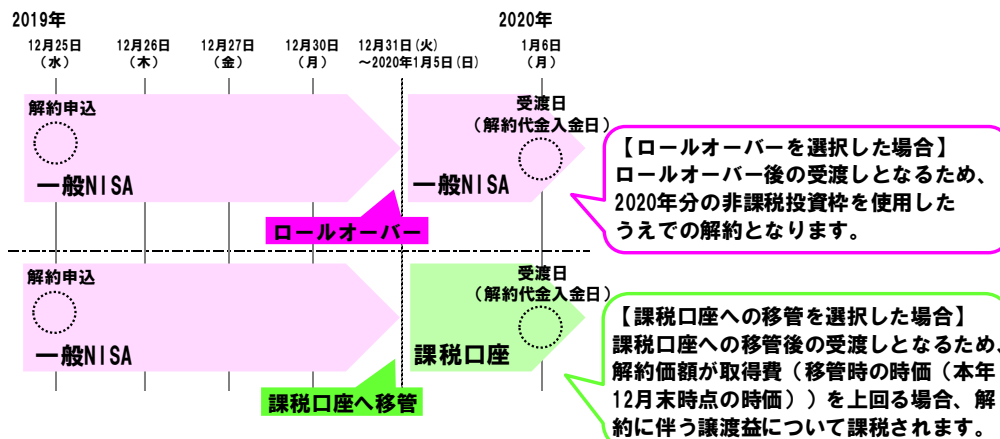 2019年
2020年
12月25日
(水)
12月26日
(木)
12月27日
(金)
12月30日
(月)
12月31日(火)
~2020年1月5日(日)
1月6日
(月)
解約申込
一般NISA
ロールオーバー
受渡日
(解約代金入金日)
一般NISA
【ロールオーバーを選択した場合】
ロールオーバー後の受渡しとなるため、
2020年分の非課税投資枠を使用した
うえでの解約となります。
解約申込
一般NISA
課税口座へ移管
受渡日
(解約代金入金日)
課税口座
【課税口座への移管を選択した場合】
課税口座への移管後の受渡しとなるため、
解約価額が取得費(移管時の時価(本年
12月末時点の時価))を上回る場合、解
約に伴う譲渡益について課税されます。